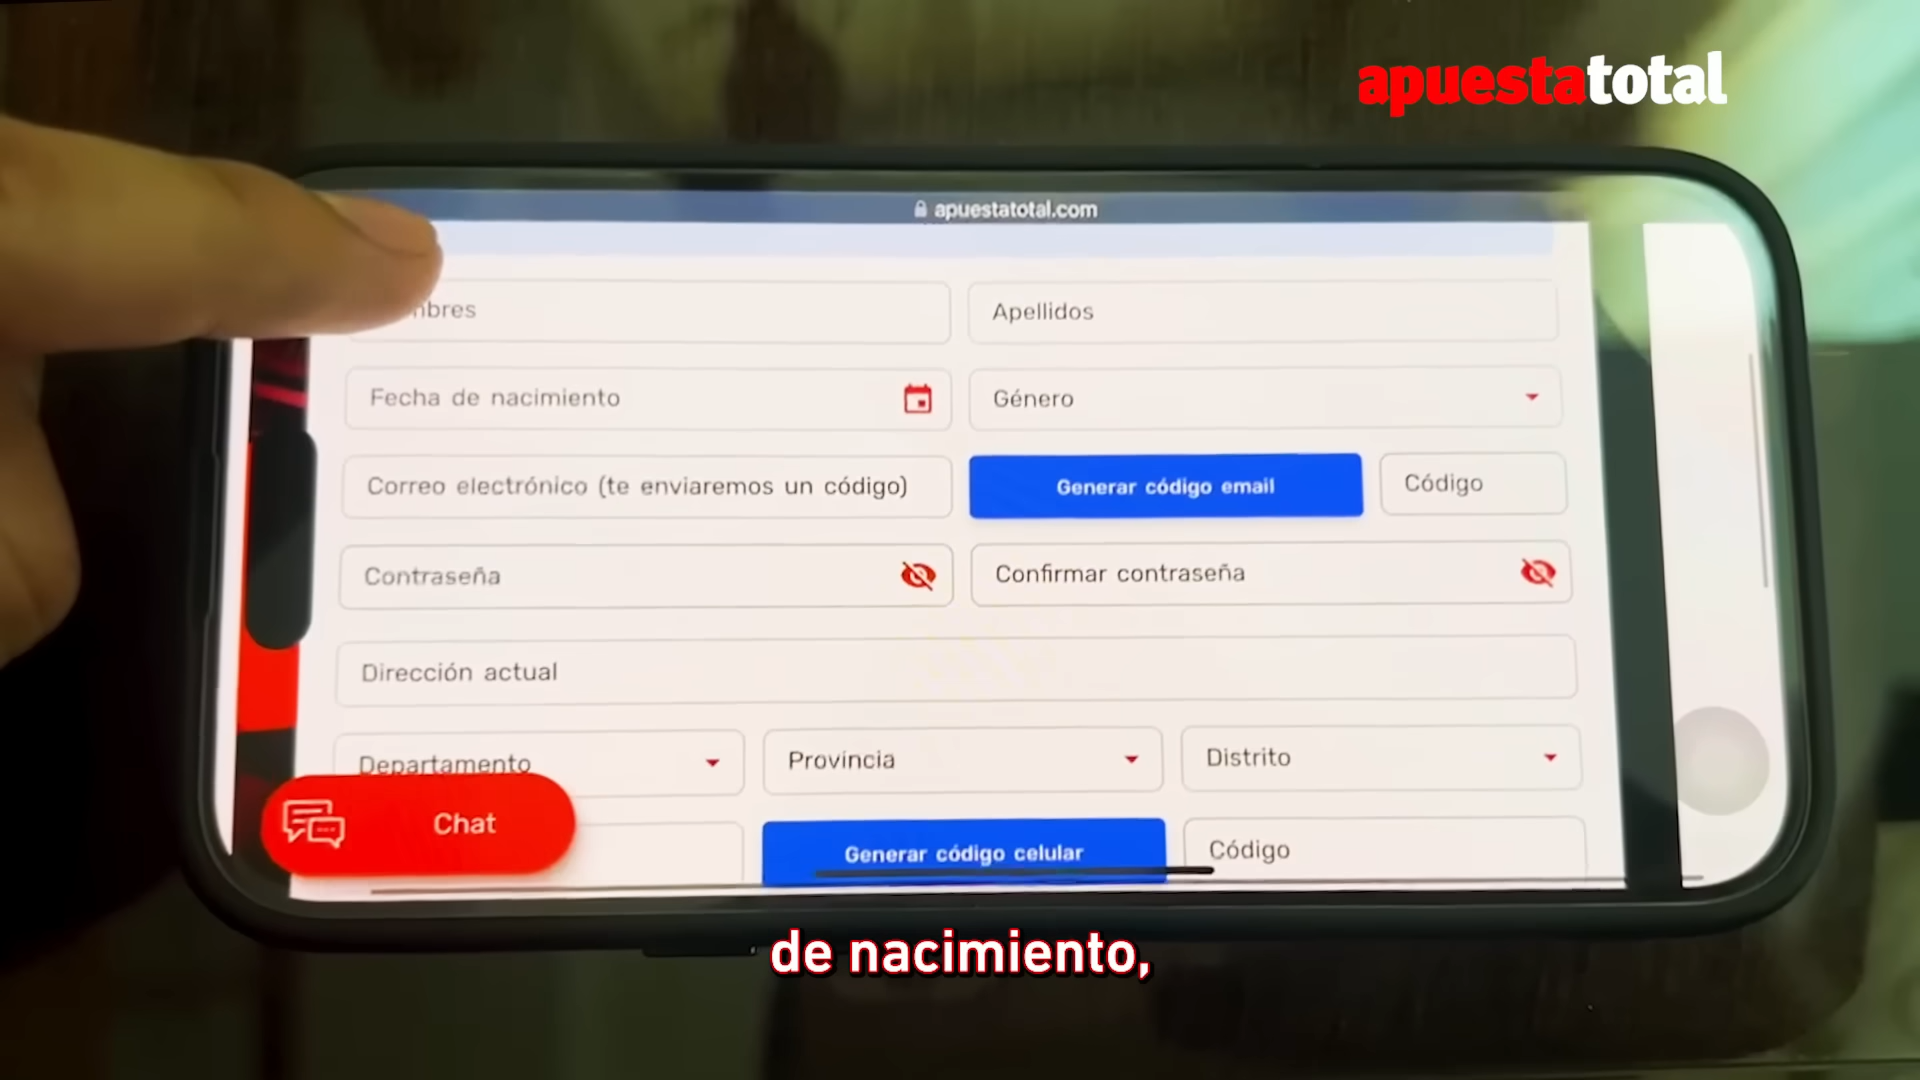 apuestatotal
apuestatotal.com
Apellidos
Fecha de nacimiento
Género
Correo electrónico (te enviaremos un código)
Generar código email
Código
Contraseña
Confirmar contraseña
Dirección actual
Departamento
Provincia
Distrito
Chat
Generar código celular
Código
de nacimiento,